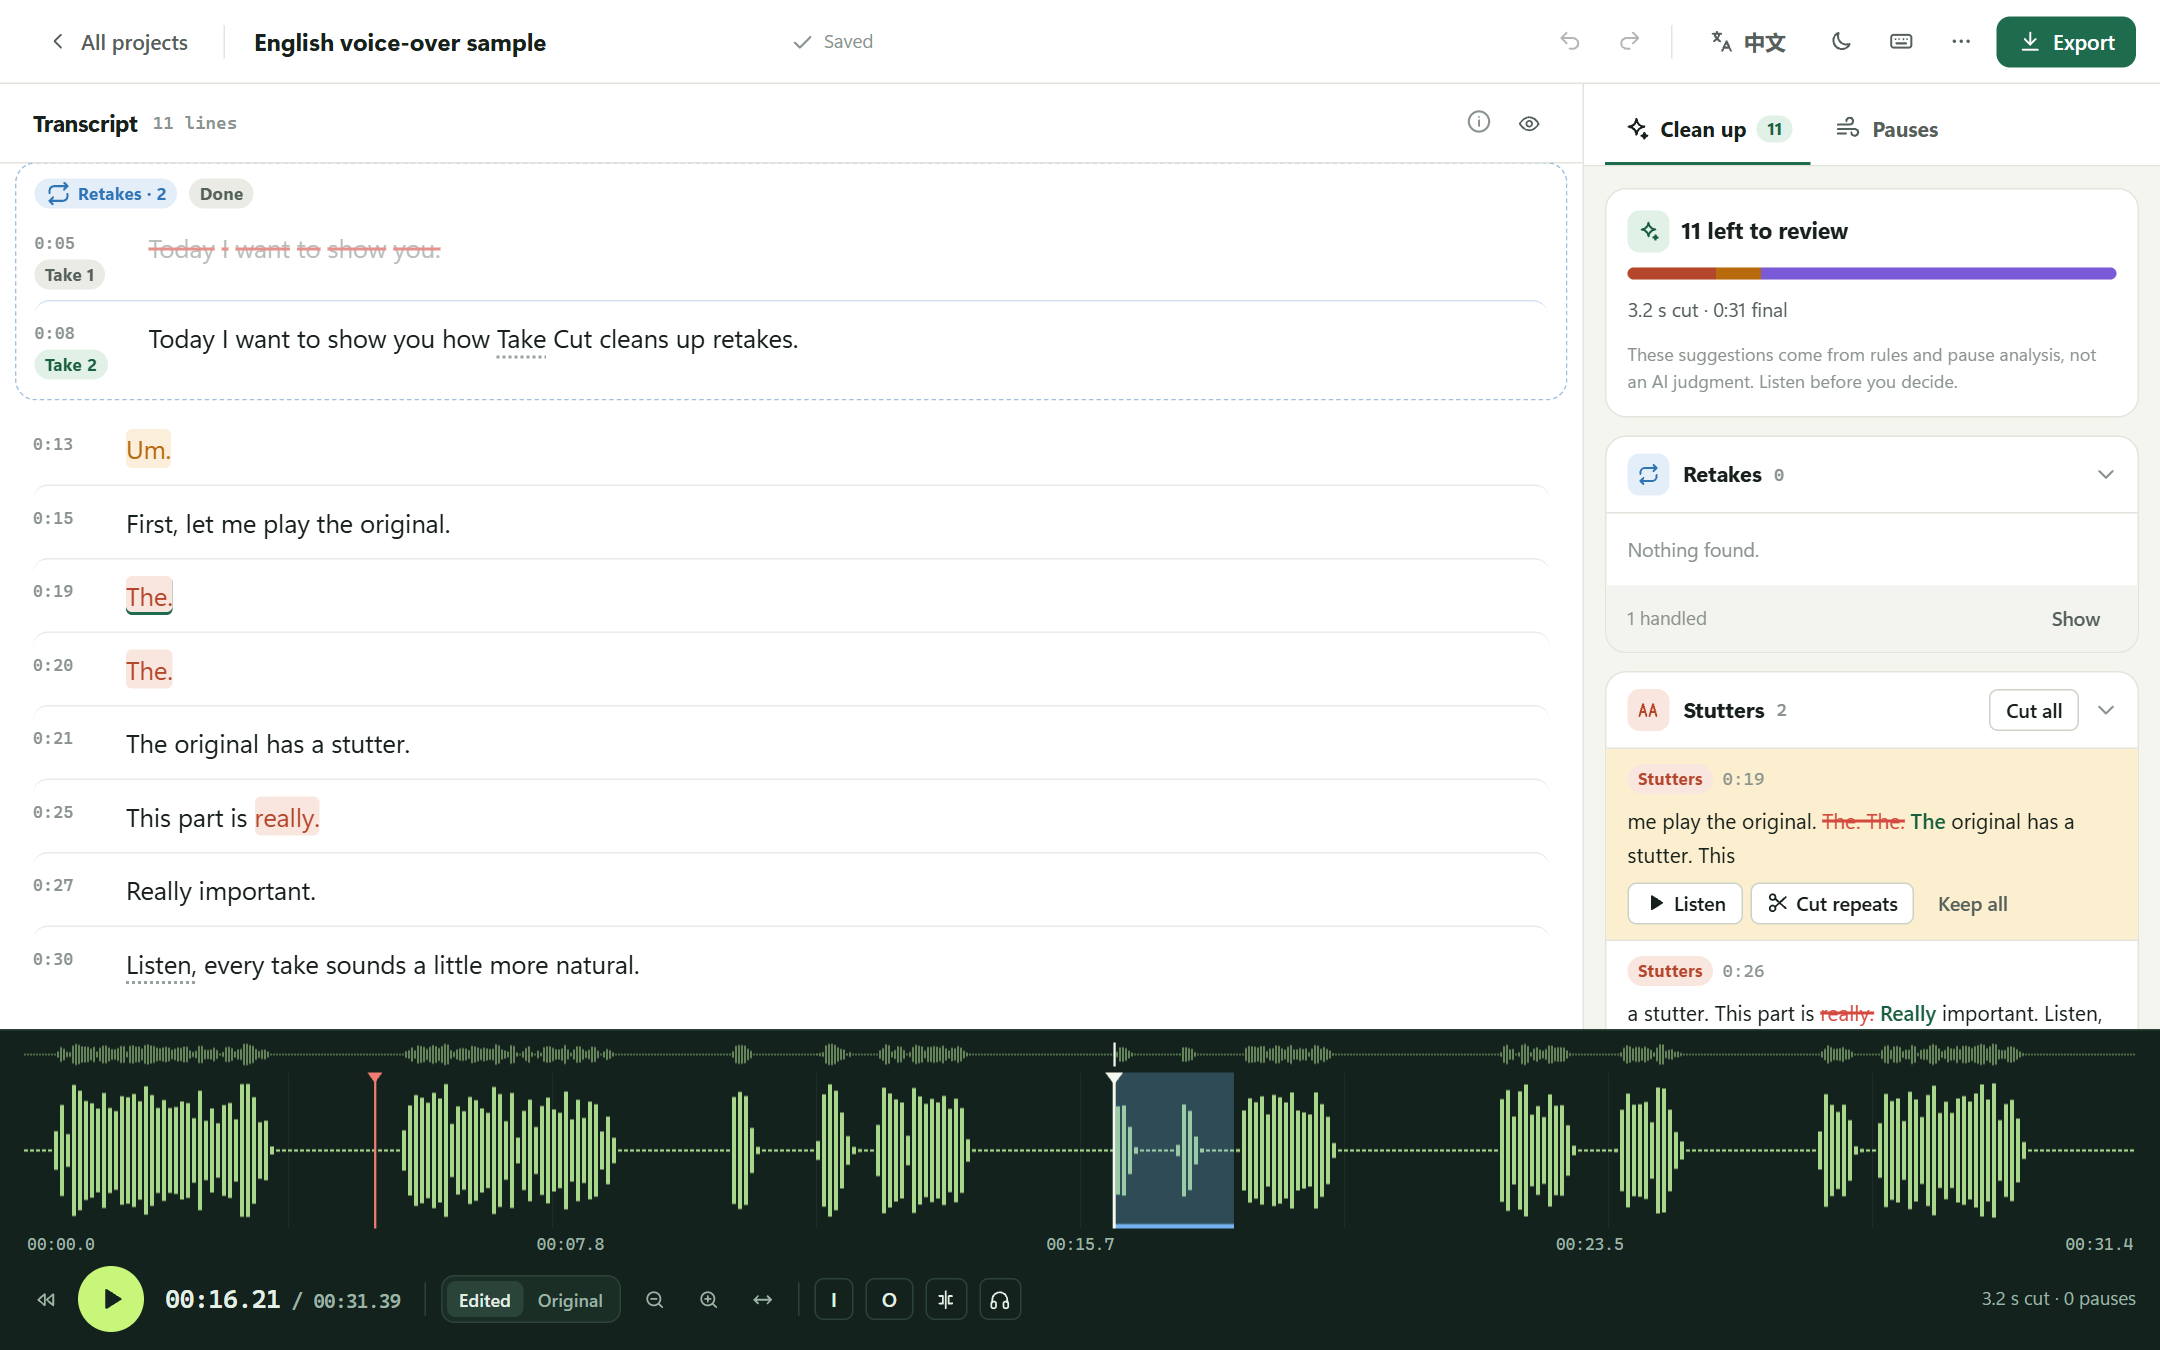 All projects
English voice-over sample
Saved
中文
Export
Transcript 11 lines
Retakes · 2 Done
0:05
Take 1
Today I want to show you.
0:08
Take 2
Today I want to show you how Take Cut cleans up retakes.
0:13
Um.
0:15
First, let me play the original.
0:19
The.
0:20
The.
0:21
The original has a stutter.
0:25
This part is really.
0:27
Really important.
0:30
Listen, every take sounds a little more natural.
Clean up 11
Pauses
11 left to review
3.2 s cut · 0:31 final
These suggestions come from rules and pause analysis, not
an AI judgment. Listen before you decide.
Retakes 0
Nothing found.
1 handled
Show
AA
Stutters 2
Cut all
Stutters 0:19
me play the original. The. The. The original has a
stutter. This
Listen
Cut repeats
Keep all
Stutters 0:26
a stutter. This part is really. Really important. Listen,
00:00.0
00:07.8
00:15.7
00:23.5
00:31.4
00:16.21 / 00:31.39
Edited
Original
I
O
3.2 s cut · 0 pauses